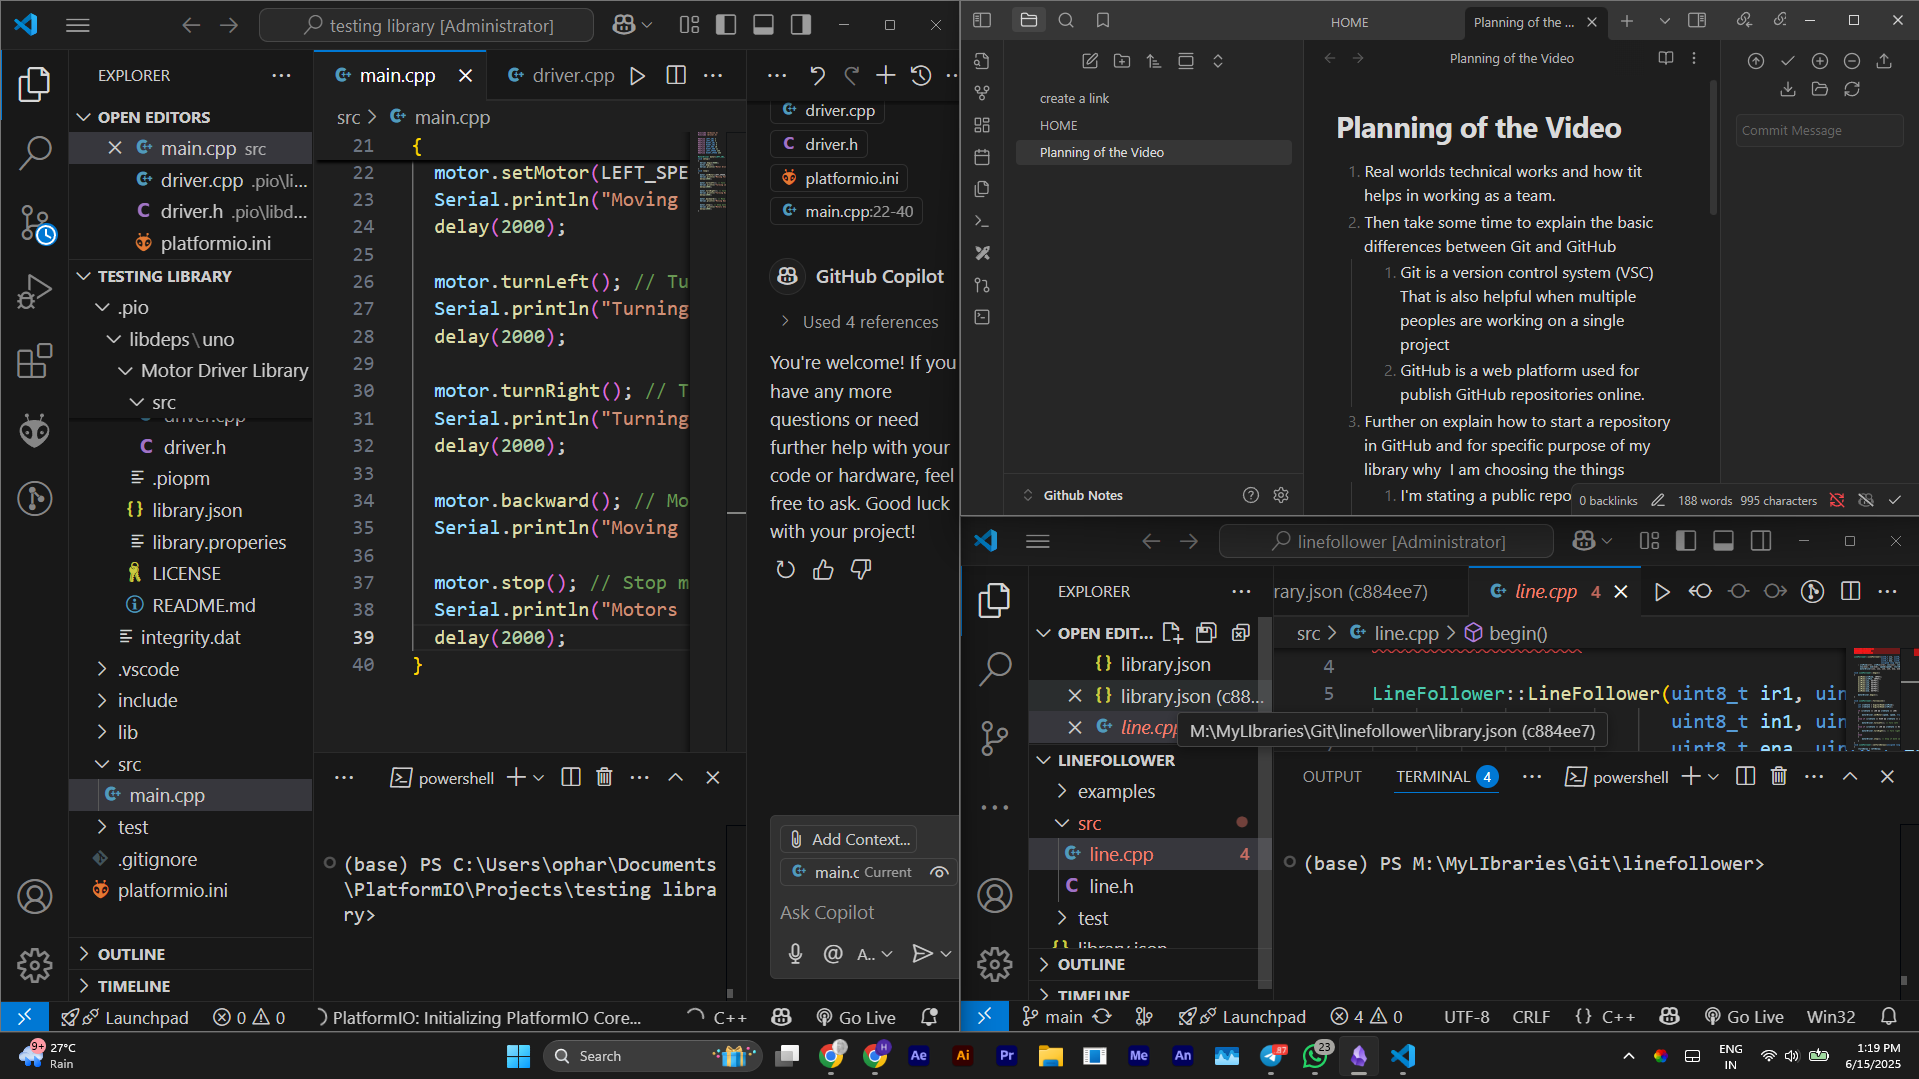 testing library [Administrator]
EXPLORER
OPEN EDITORS
main.cpp src
driver.cpp .pio\li...
driver.h .pio\libd...
platformio.ini
TESTING LIBRARY
.pio
libdeps\uno
Motor Driver Library
src
driver.cpp
driver.h
.piopm
library.json
library.properies
LICENSE
README.md
integrity.dat
.vscode
include
lib
src
main.cpp
test
.gitignore
platformio.ini
OUTLINE
TIMELINE
main.cpp
driver.cpp
src > main.cpp
21 {
22 motor.setMotor(LEFT_SPE
23 Serial.println("Moving
24 delay(2000);
25
26 motor.turnLeft(); // Tu
27 Serial.println("Turning
28 delay(2000);
29
30 motor.turnRight(); // T
31 Serial.println("Turning
32 delay(2000);
33
34 motor.backward(); // Mo
35 Serial.println("Moving
36
37 motor.stop(); // Stop m
38 Serial.println("Motors
39 delay(2000);
40 }
powershell
(base) PS C:\Users\ophar\Documents
\PlatformIO\Projects\testing libra
ry>
driver.cpp
driver.h
platformio.ini
main.cpp:22-40
GitHub Copilot
Used 4 references
You're welcome! If you
have any more
questions or need
further help with your
code or hardware, feel
free to ask. Good luck
with your project!
Add Context...
main.c Current
Ask Copilot
@ A..
Launchpad
0 0
PlatformIO: Initializing PlatformIO Core...
C++
Go Live
HOME
Planning of the ...
Planning of the Video
create a link
HOME
Planning of the Video
Github Notes
Planning of the Video
1. Real worlds technical works and how tit
helps in working as a team.
2. Then take some time to explain the basic
differences between Git and GitHub
1. Git is a version control system (VSC)
That is also helpful when multiple
peoples are working on a single
project
2. GitHub is a web platform used for
publish GitHub repositories online.
3. Further on explain how to start a repository
in GitHub and for specific purpose of my
library why I am choosing the things
1. I'm stating a public repo
0 backlinks
188 words 995 characters
Commit Message
linefollower [Administrator]
EXPLORER
OPEN EDIT...
library.json
library.json (c88...
line.cpp
M:\MyLIbraries\Git\linefollower\library.json (c884ee7)
LINEFOLLOWER
examples
src
line.cpp 4
line.h
test
library.json
OUTLINE
TIMELINE
rary.json (c884ee7)
line.cpp 4
src > line.cpp > begin()
4
5 LineFollower::LineFollower(uint8_t ir1, uin
uint8_t in1, uin
uint8_t ena, uin
OUTPUT
TERMINAL 4
powershell
(base) PS M:\MyLIbraries\Git\linefollower>
main
Launchpad
4 0
UTF-8
CRLF
{} C++
Go Live
Win32
9+
27°C
Rain
Search
H
Ae
Ai
Pr
Me
An
87
23
ENG
IN
1:19 PM
6/15/2025